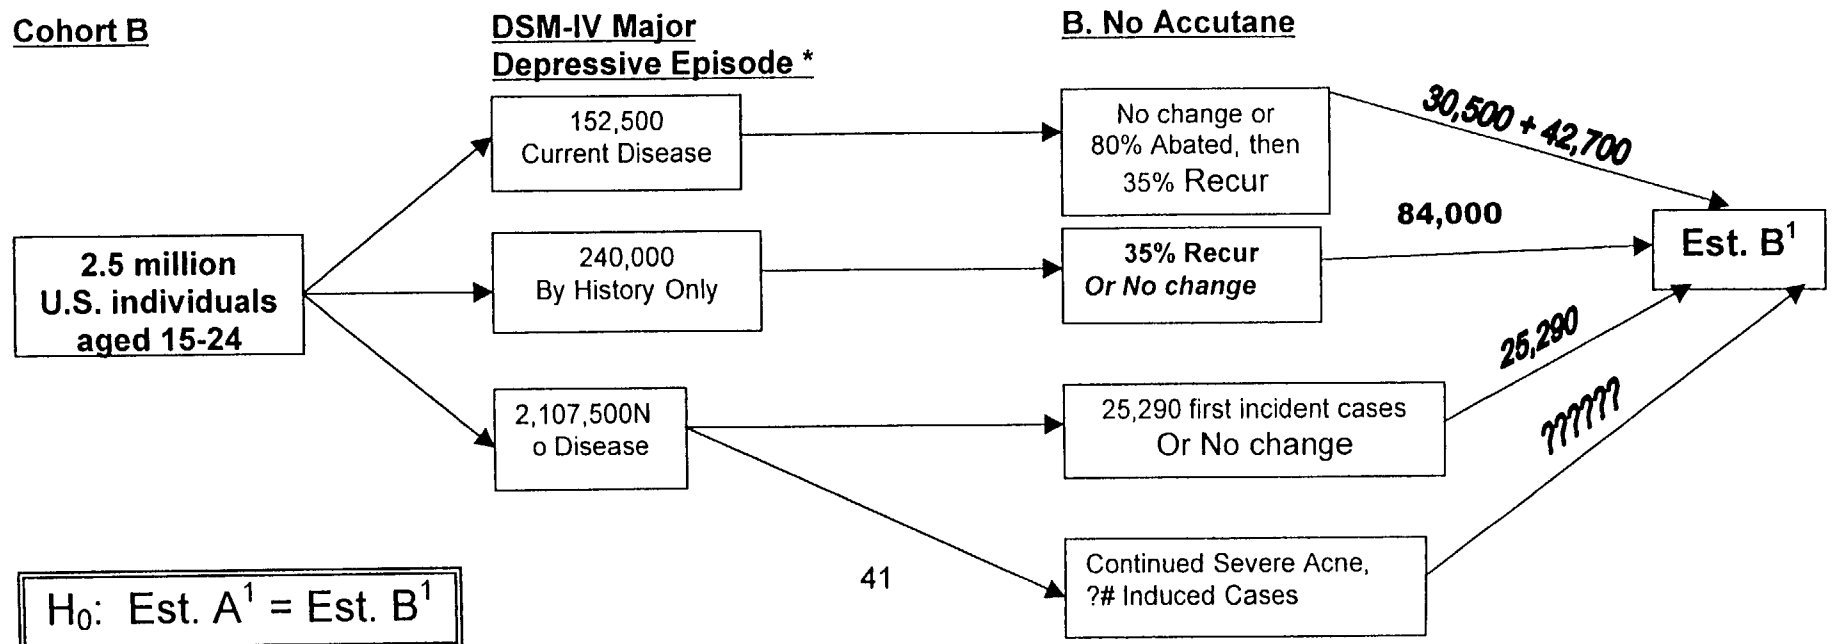 Cohort B
DSM-IV Major
Depressive Episode *
B. No Accutane
152,500
Current Disease
No change or
80% Abated, then
35% Recur
30,500 + 42,700
2.5 million
U.S. individuals
aged 15-24
240,000
By History Only
35% Recur
Or No change
84,000
Est. B¹
2,107,500N
o Disease
25,290 first incident cases
Or No change
25,290
Continued Severe Acne,
?# Induced Cases
??????
41
H₀: Est. A¹ = Est. B¹